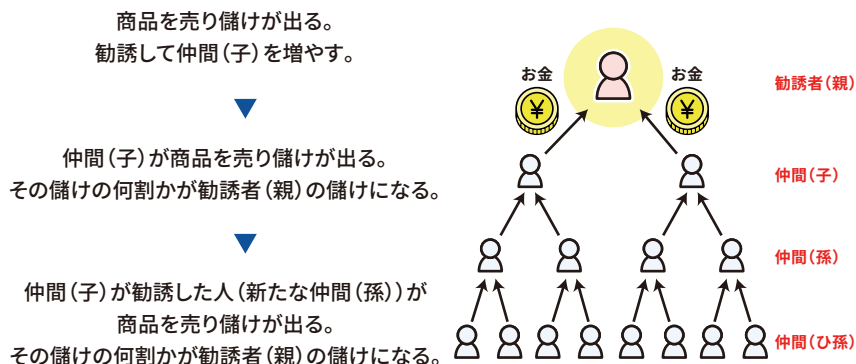 商品を売り儲けが出る。
勧誘して仲間（子）を増やす。
仲間（子）が商品を売り儲けが出る。
その儲けの何割かが勧誘者（親）の儲けになる。
仲間（子）が勧誘した人（新たな仲間（孫））が
商品を売り儲けが出る。
その儲けの何割かが勧誘者（親）の儲けになる。
お金
お金
¥
¥
勧誘者（親）
仲間（子）
仲間（孫）
仲間（ひ孫）